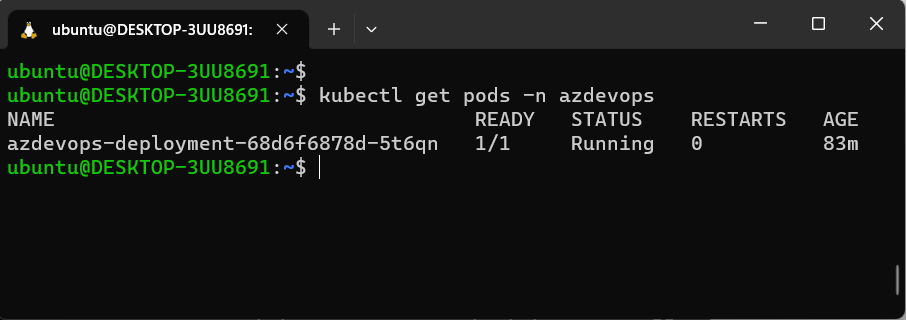 ubuntu@DESKTOP-3UU8691:
ubuntu@DESKTOP-3UU8691:~$
ubuntu@DESKTOP-3UU8691:~$ kubectl get pods -n azdevops
NAME READY STATUS RESTARTS AGE
azdevops-deployment-68d6f6878d-5t6qn 1/1 Running 0 83m
ubuntu@DESKTOP-3UU8691:~$